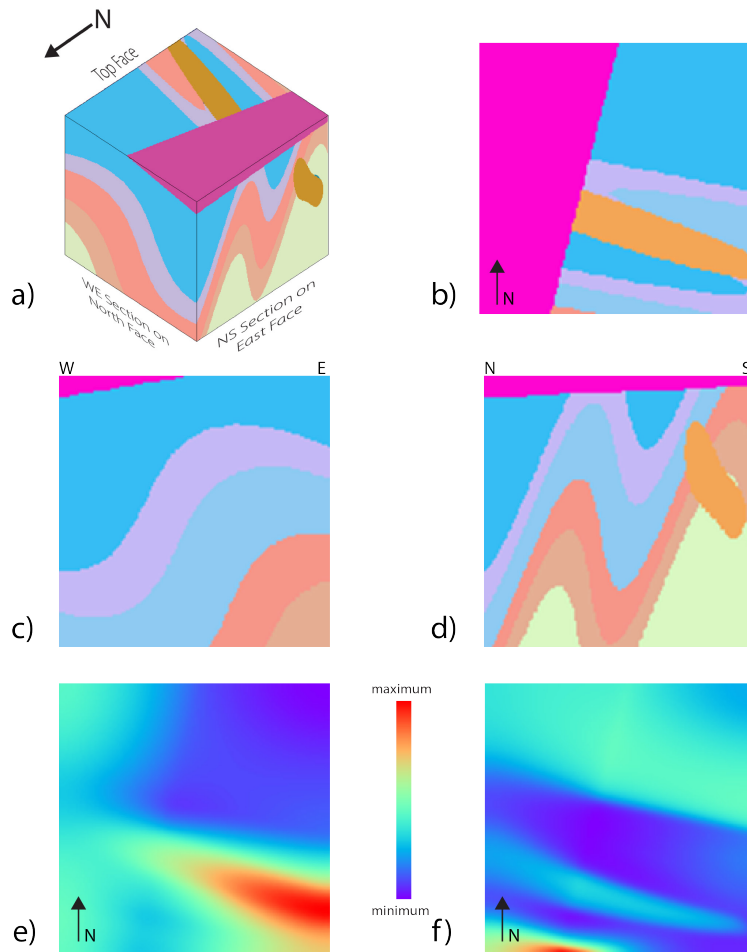 N
Top Face
WE Section on
North Face
NS Section on
East Face
a)
N
b)
W E
c)
N S
d)
maximum
minimum
N
e)
N
f)